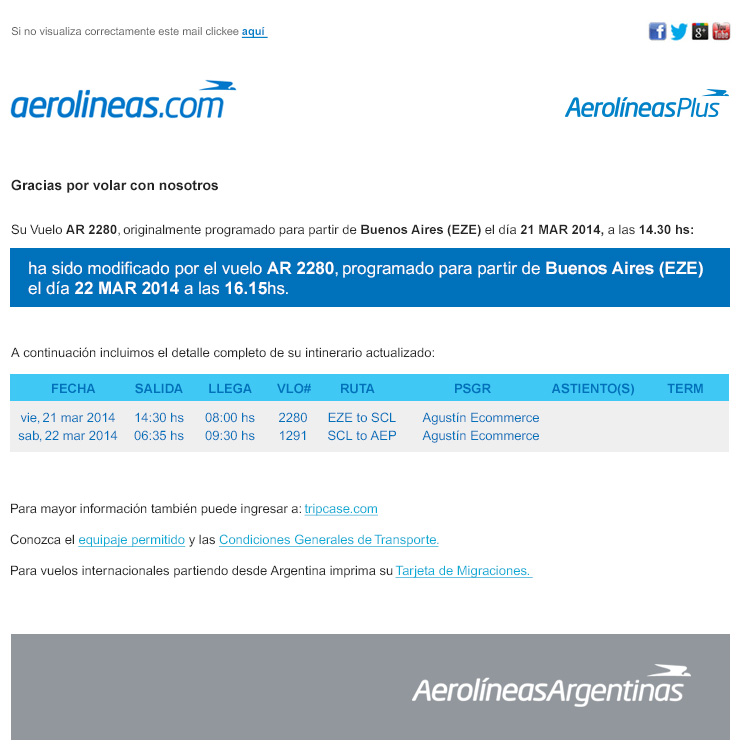 Si no visualiza correctamente este mail clickee aquí
f g+ You Tube
aerolineas.com
AerolíneasPlus
Gracias por volar con nosotros
Su Vuelo AR 2280, originalmente programado para partir de Buenos Aires (EZE) el día 21 MAR 2014, a las 14.30 hs:
ha sido modificado por el vuelo AR 2280, programado para partir de Buenos Aires (EZE)
el día 22 MAR 2014 a las 16.15hs.
A continuación incluimos el detalle completo de su intinerario actualizado:
FECHA SALIDA LLEGA VLO# RUTA PSGR ASTIENTO(S) TERM
vie, 21 mar 2014 14:30 hs 08:00 hs 2280 EZE to SCL Agustín Ecommerce
sab, 22 mar 2014 06:35 hs 09:30 hs 1291 SCL to AEP Agustín Ecommerce
Para mayor información también puede ingresar a: tripcase.com
Conozca el equipaje permitido y las Condiciones Generales de Transporte.
Para vuelos internacionales partiendo desde Argentina imprima su Tarjeta de Migraciones.
AerolíneasArgentinas